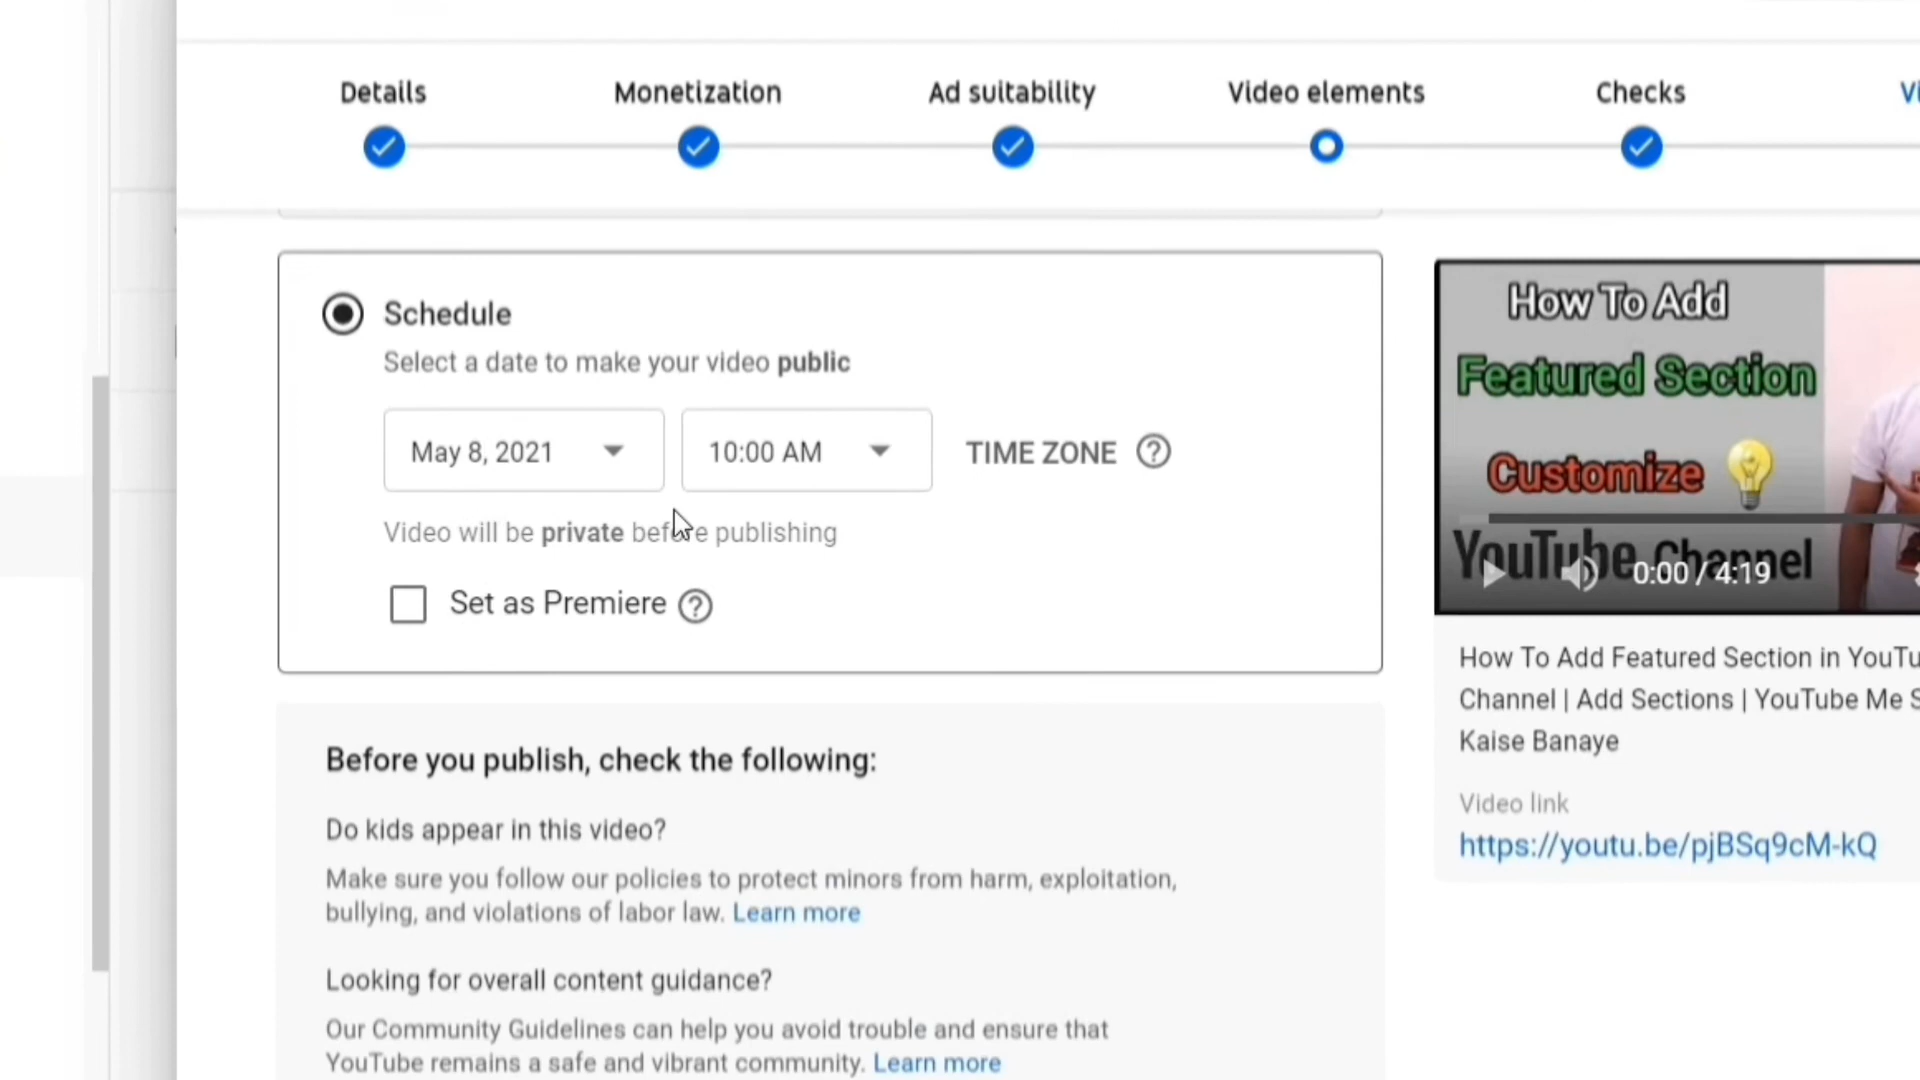 Details Monetization Ad suitability Video elements Checks
Schedule
Select a date to make your video public
May 8, 2021 10:00 AM TIME ZONE
Video will be private before publishing
Set as Premiere
Before you publish, check the following:
Do kids appear in this video?
Make sure you follow our policies to protect minors from harm, exploitation,
bullying, and violations of labor law. Learn more
Looking for overall content guidance?
Our Community Guidelines can help you avoid trouble and ensure that
YouTube remains a safe and vibrant community. Learn more
How To Add
Featured Section
Customize
YouTube Channel
0:00 / 4:19
How To Add Featured Section in YouTu
Channel | Add Sections | YouTube Me S
Kaise Banaye
Video link
https://youtu.be/pjBSq9cM-kQ